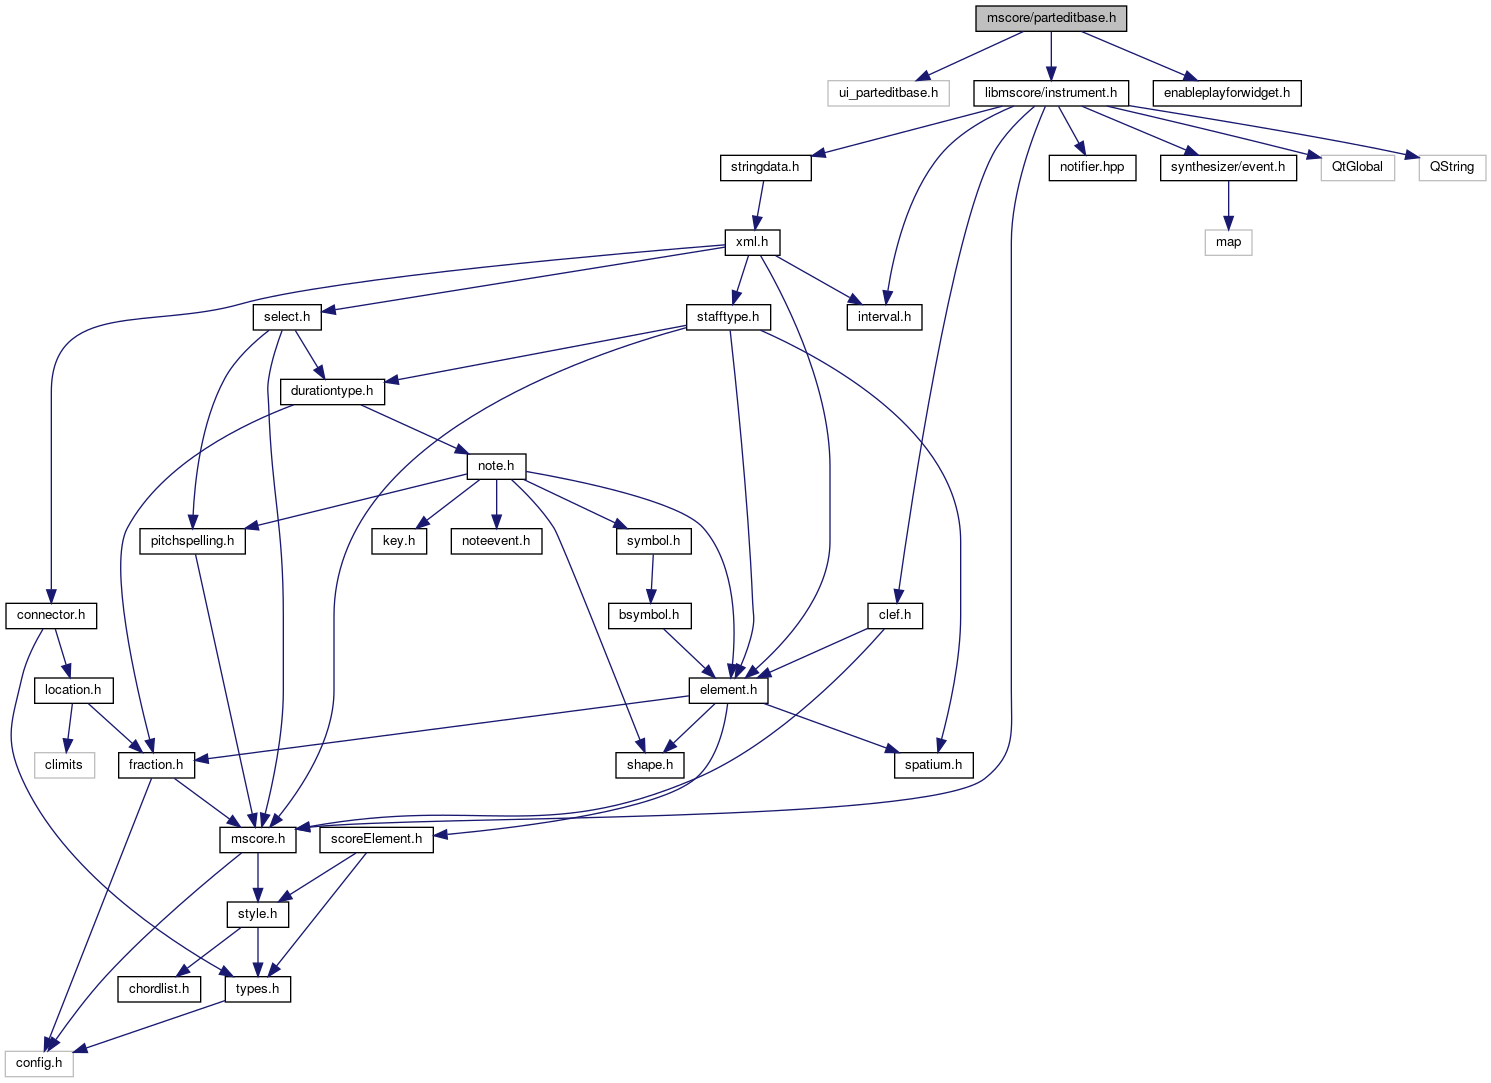 mscore/parteditbase.h
ui_parteditbase.h
libmscore/instrument.h
enableplayforwidget.h
stringdata.h
notifier.hpp
synthesizer/event.h
QtGlobal
QString
xml.h
map
select.h
stafftype.h
interval.h
durationtype.h
note.h
pitchspelling.h
key.h
noteevent.h
symbol.h
connector.h
bsymbol.h
clef.h
location.h
element.h
climits
fraction.h
shape.h
spatium.h
mscore.h
scoreElement.h
style.h
chordlist.h
types.h
config.h